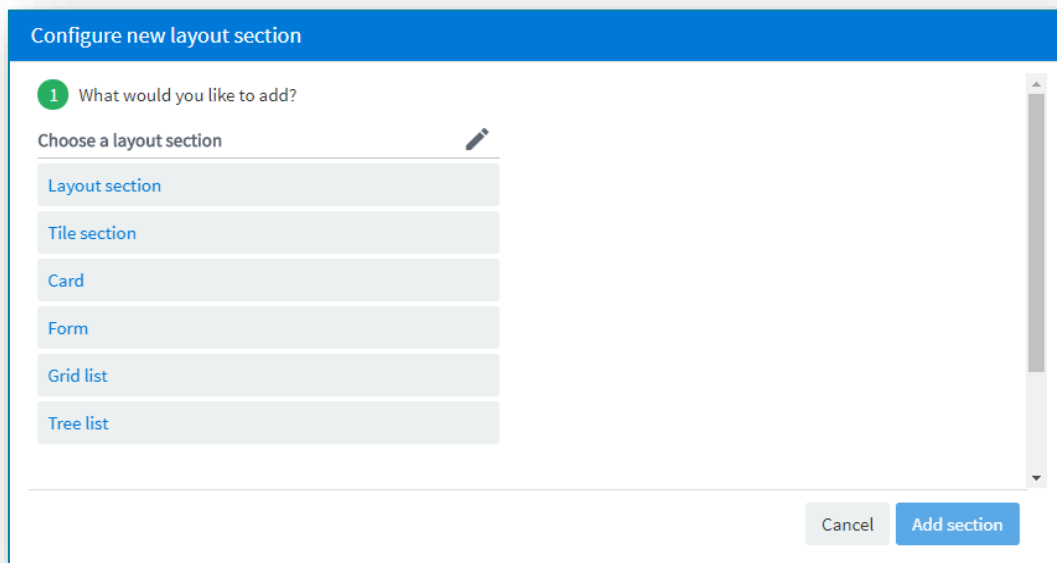 Configure new layout section
1 What would you like to add?
Choose a layout section
Layout section
Tile section
Card
Form
Grid list
Tree list
Cancel Add section